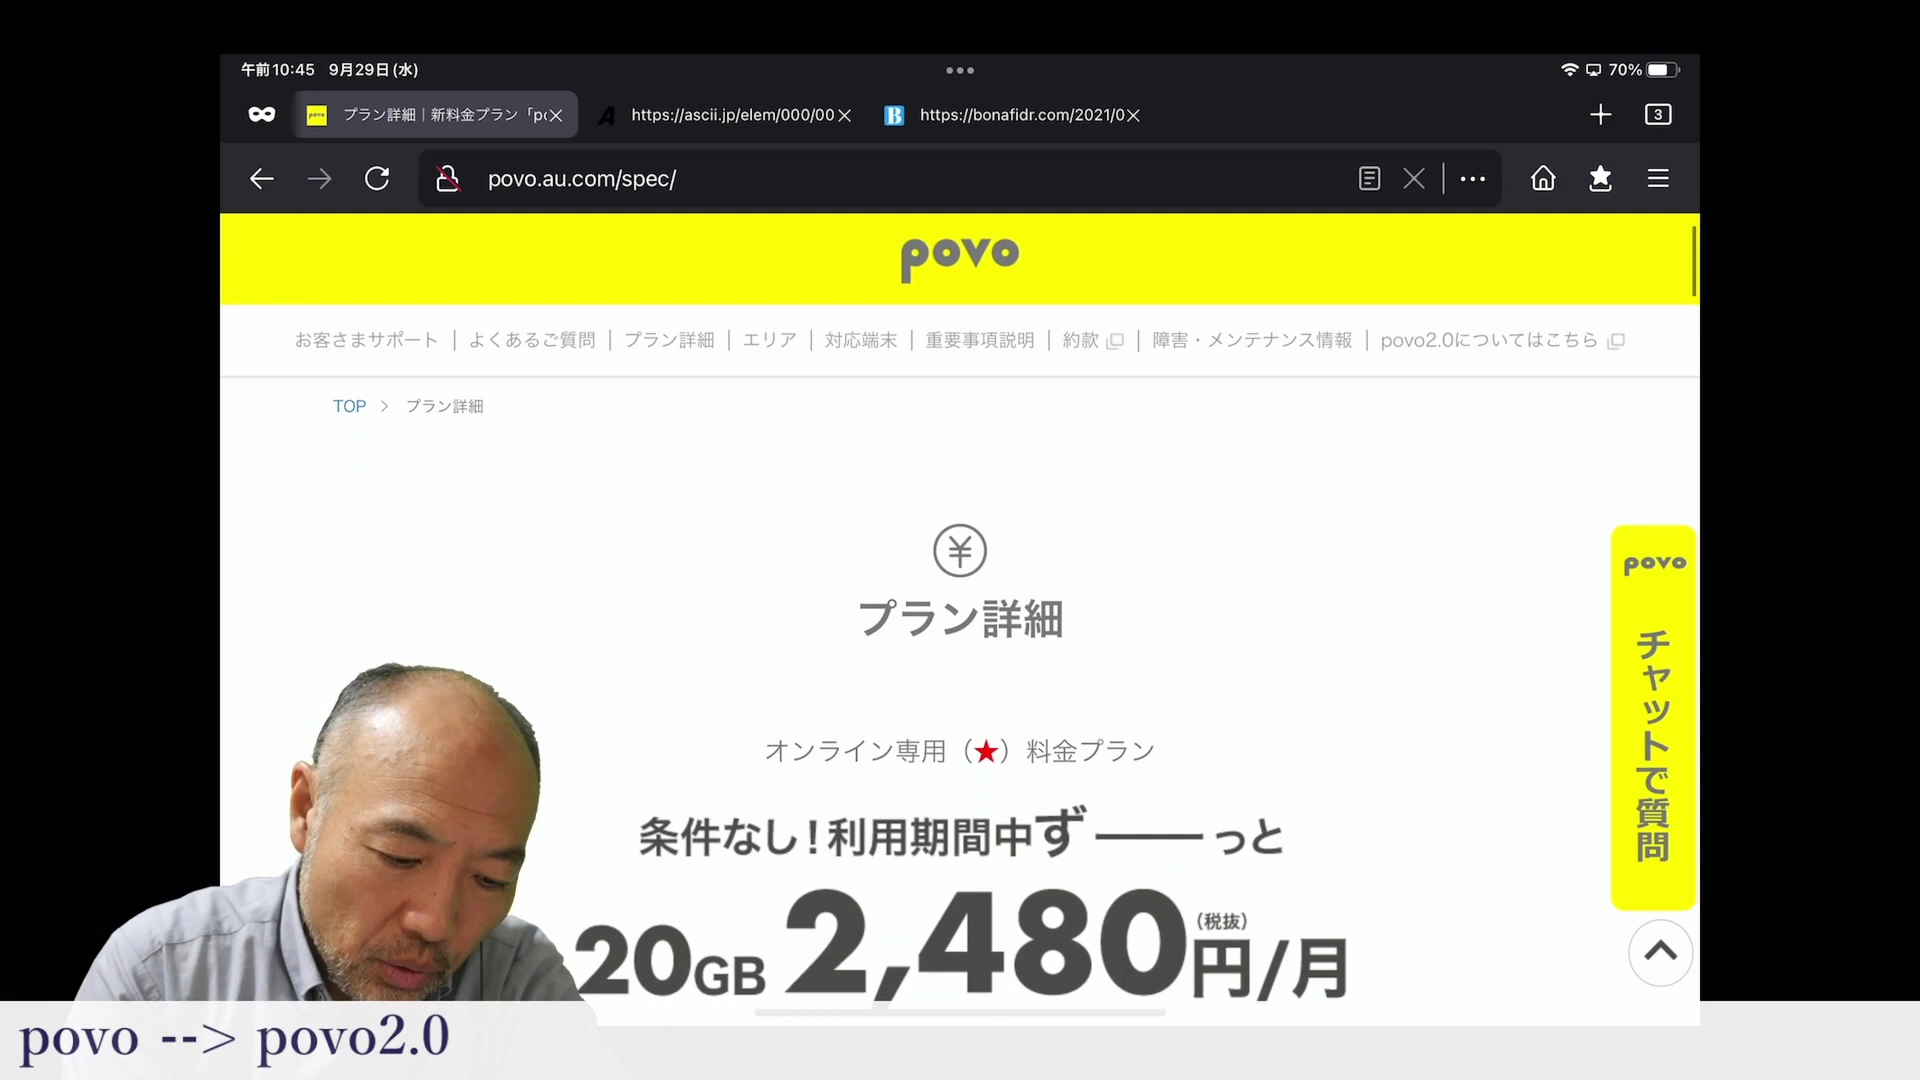 午前10:45 9月29日(水)
70%
povo プラン詳細｜新料金プラン「po
https://ascii.jp/elem/000/00
B https://bonafidr.com/2021/0
3
povo.au.com/spec/
povo
お客さまサポート | よくあるご質問 | プラン詳細 | エリア | 対応端末 | 重要事項説明 | 約款 | 障害・メンテナンス情報 | povo2.0についてはこちら
TOP > プラン詳細
¥
プラン詳細
オンライン専用（★）料金プラン
条件なし！利用期間中ず――っと
20GB 2,480円/月
（税抜）
povo
チャットで質問
povo --> povo2.0